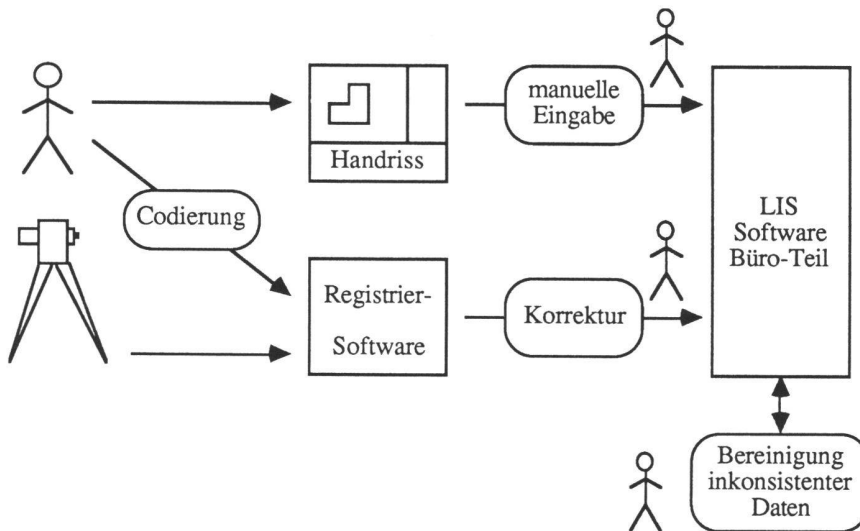 manuelle
Eingabe
Handriss
Codierung
LIS
Software
Büro-Teil
Registrier-
Software
Korrektur
Bereinigung
inkonsistenter
Daten